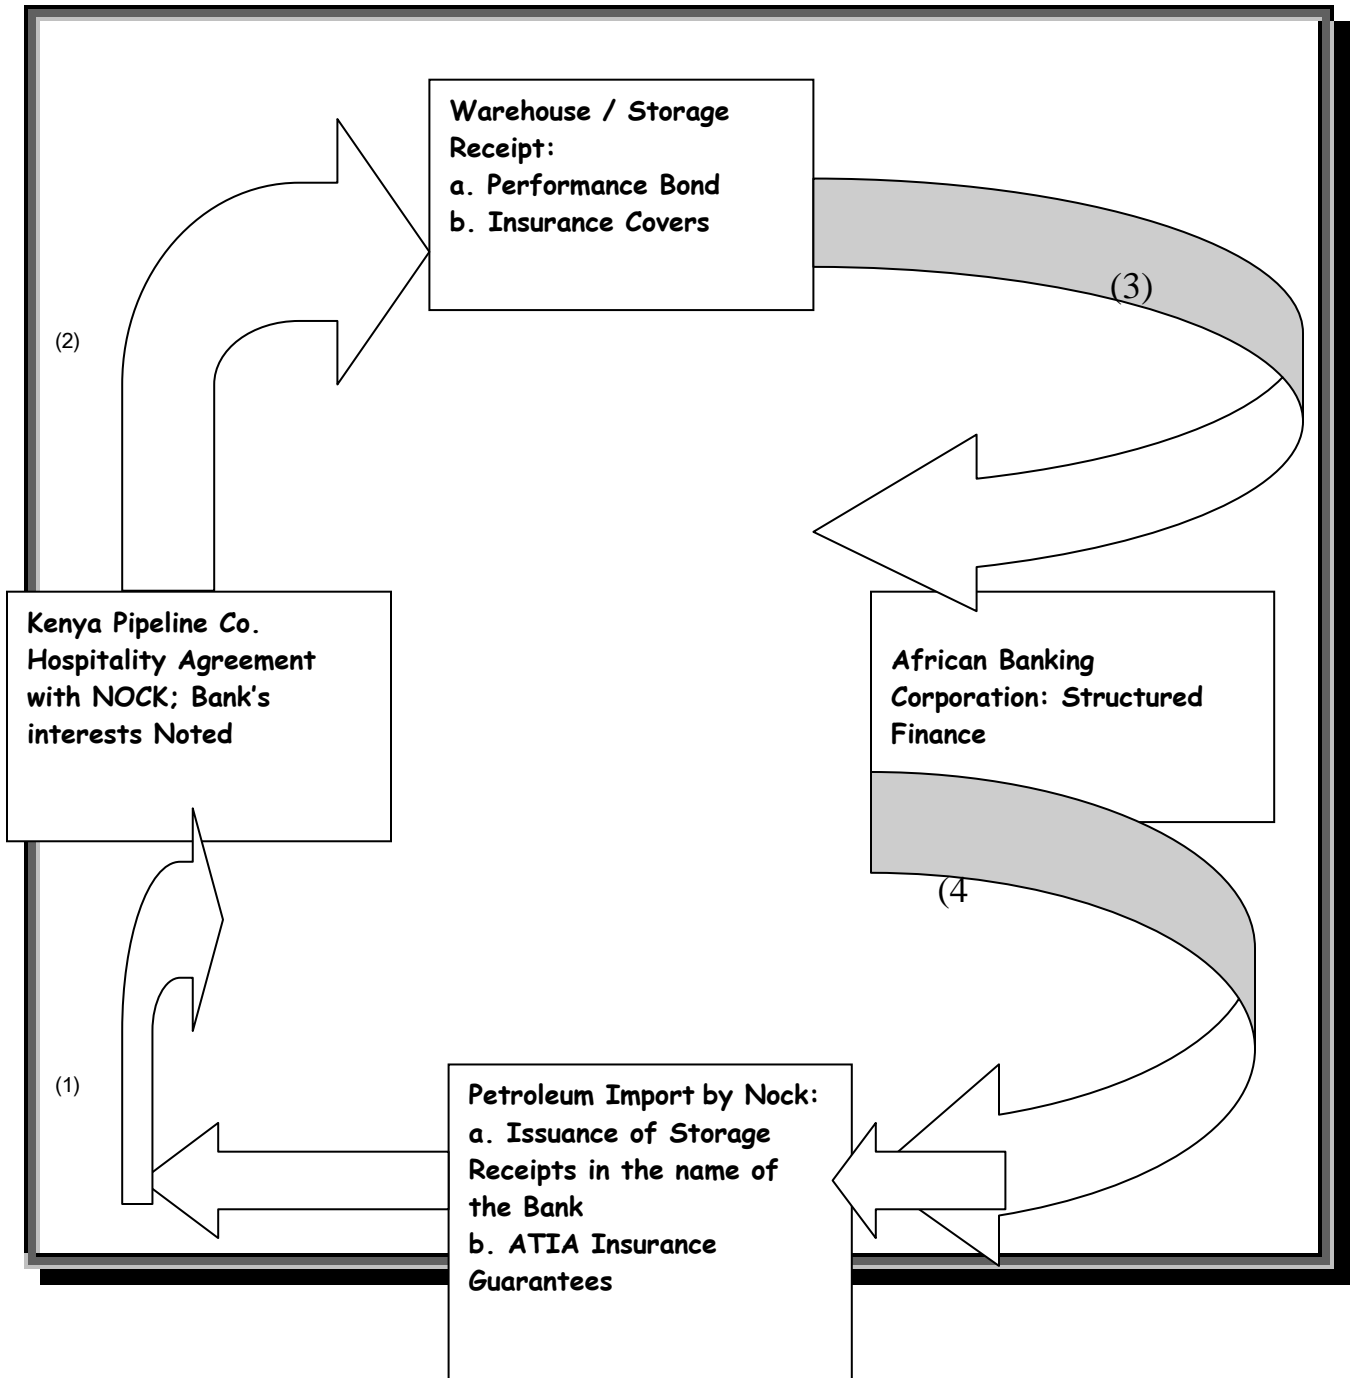 Warehouse / Storage
Receipt:
a. Performance Bond
b. Insurance Covers
(3)
(2)
Kenya Pipeline Co.
Hospitality Agreement
with NOCK; Bank's
interests Noted
African Banking
Corporation: Structured
Finance
(4
(1)
Petroleum Import by Nock:
a. Issuance of Storage
Receipts in the name of
the Bank
b. ATIA Insurance
Guarantees